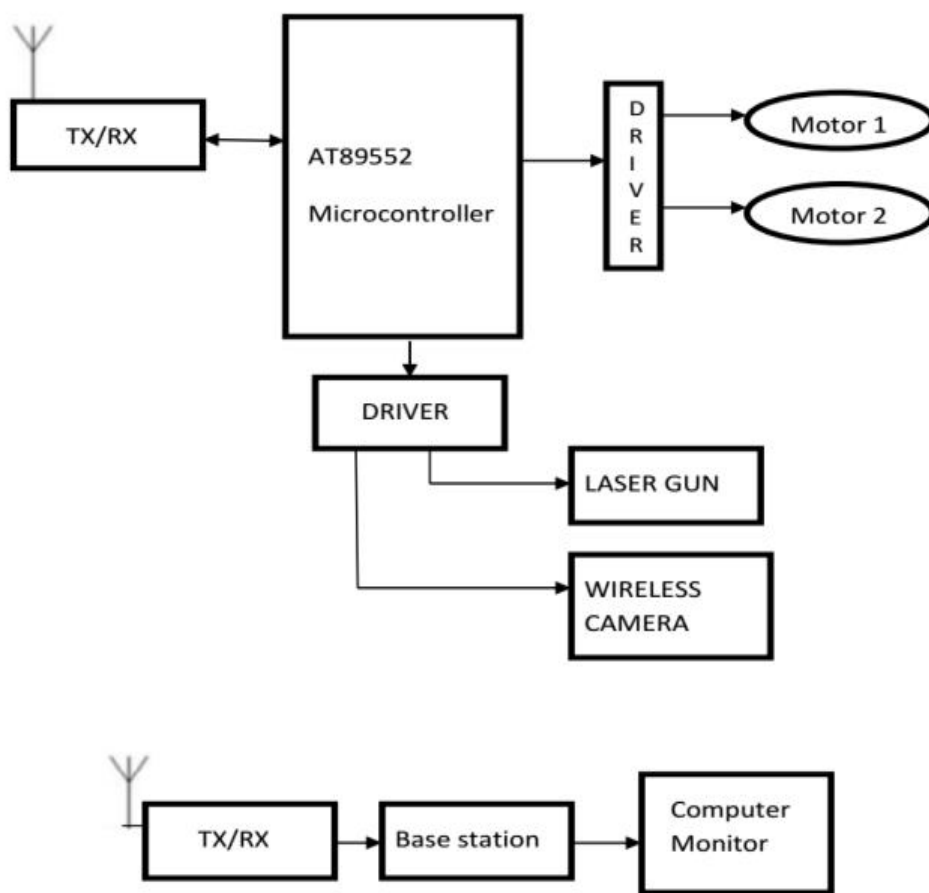 TX/RX
AT89552
Microcontroller
D
R
I
V
E
R
Motor 1
Motor 2
DRIVER
LASER GUN
WIRELESS
CAMERA
TX/RX
Base station
Computer
Monitor